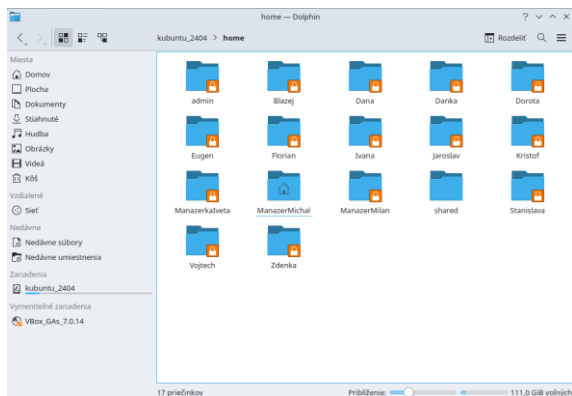 home — Dolphin
kubuntu_2404 > home
Rozdeliť
Miesta
Domov
Plocha
Dokumenty
Stiahnuté
Hudba
Obrázky
Videá
Kôš
Vzdialené
Sieť
Nedávne
Nedávne súbory
Nedávne umiestnenia
Zariadenia
kubuntu_2404
Vymeniteľné zariadenia
VBox_GAs_7.0.14
admin Blazej Dana Danka Dorota
Eugen Florian Ivana Jaroslav Kristof
ManazerkaIveta ManazerMichal ManazerMilan shared Stanislava
Vojtech Zdenka
17 priečinkov Priblíženie: 111,0 GiB voľných